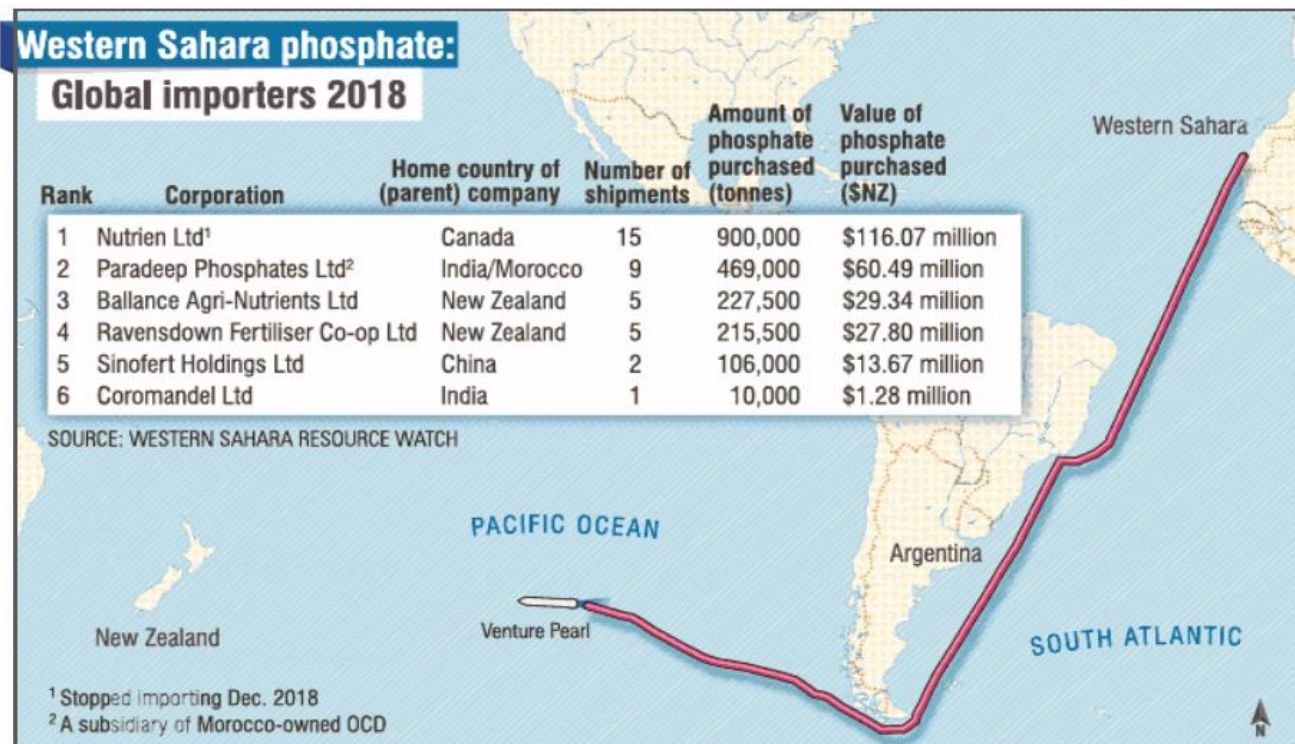 Western Sahara phosphate:
Global importers 2018
Rank Corporation Home country of (parent) company Number of shipments Amount of phosphate purchased (tonnes) Value of phosphate purchased ($NZ)
1 Nutrien Ltd¹ Canada 15 900,000 $116.07 million
2 Paradeep Phosphates Ltd² India/Morocco 9 469,000 $60.49 million
3 Ballance Agri-Nutrients Ltd New Zealand 5 227,500 $29.34 million
4 Ravensdown Fertiliser Co-op Ltd New Zealand 5 215,500 $27.80 million
5 Sinofert Holdings Ltd China 2 106,000 $13.67 million
6 Coromandel Ltd India 1 10,000 $1.28 million
SOURCE: WESTERN SAHARA RESOURCE WATCH
Western Sahara
PACIFIC OCEAN
Argentina
Venture Pearl
New Zealand
SOUTH ATLANTIC
¹ Stopped importing Dec. 2018
² A subsidiary of Morocco-owned OCD
N